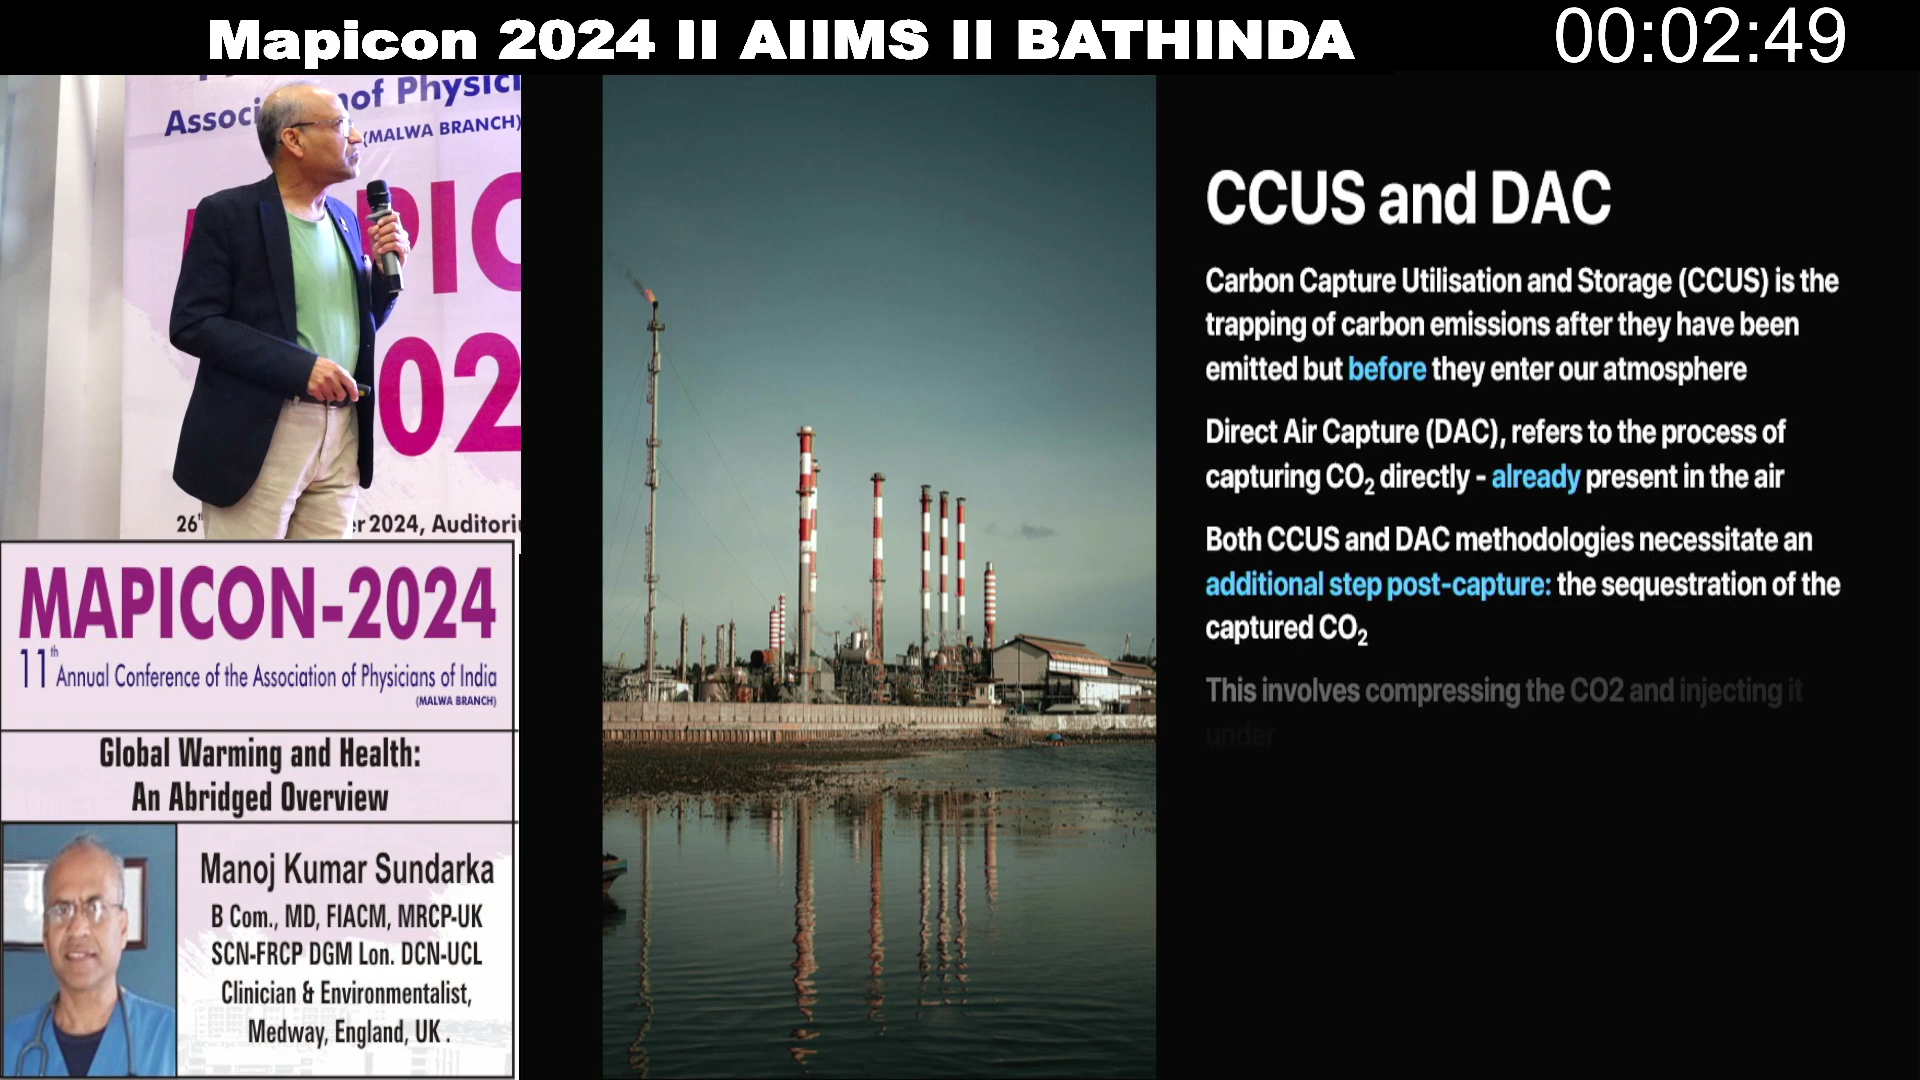 Mapicon 2024 II AIIMS II BATHINDA
00:02:49
Associ of Physici
(MALWA BRANCH)
PIC
02
26th er 2024, Auditoriu
MAPICON-2024
11th Annual Conference of the Association of Physicians of India
(MALWA BRANCH)
Global Warming and Health:
An Abridged Overview
Manoj Kumar Sundarka
B Com., MD, FIACM, MRCP-UK
SCN-FRCP DGM Lon. DCN-UCL
Clinician & Environmentalist,
Medway, England, UK .
CCUS and DAC
Carbon Capture Utilisation and Storage (CCUS) is the
trapping of carbon emissions after they have been
emitted but before they enter our atmosphere
Direct Air Capture (DAC), refers to the process of
capturing CO₂ directly - already present in the air
Both CCUS and DAC methodologies necessitate an
additional step post-capture: the sequestration of the
captured CO₂
This involves compressing the CO2 and injecting it
under